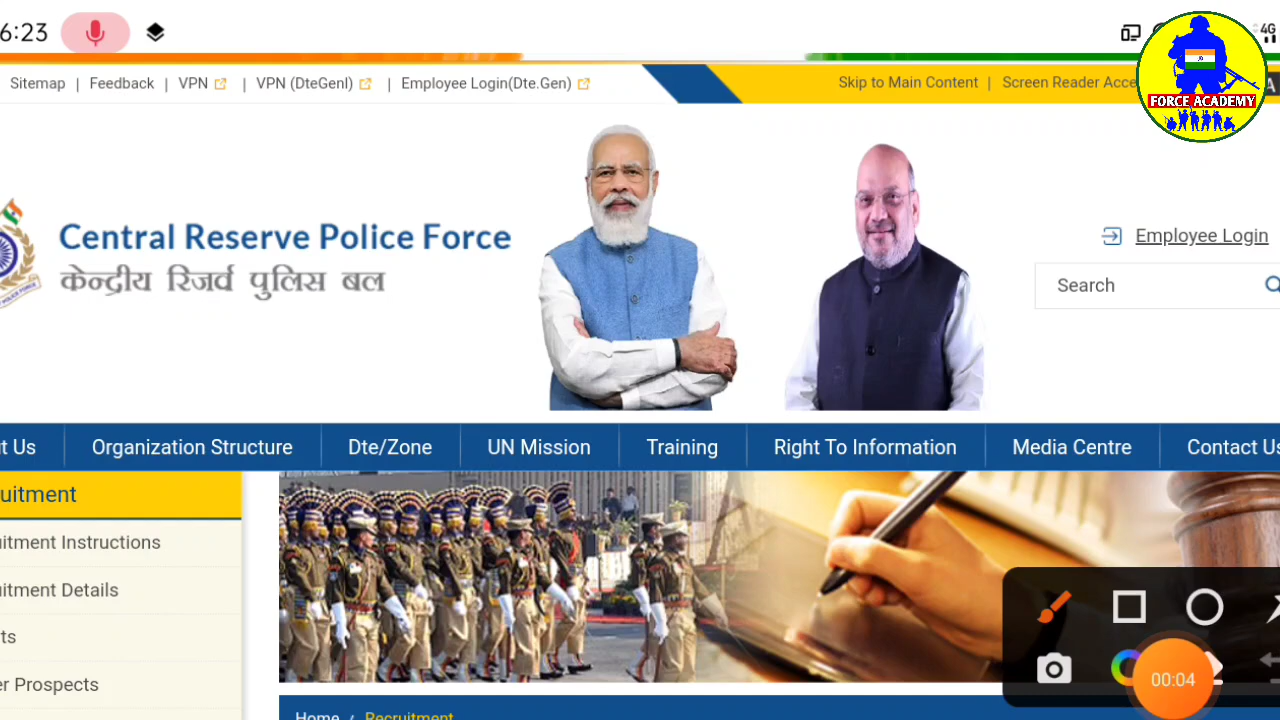 6:23
4G
Sitemap | Feedback | VPN | VPN (DteGenl) | Employee Login(Dte.Gen)
Skip to Main Content | Screen Reader Acce
A
FORCE ACADEMY
Central Reserve Police Force
केन्द्रीय रिजर्व पुलिस बल
Employee Login
Search
t Us
Organization Structure
Dte/Zone
UN Mission
Training
Right To Information
Media Centre
Contact Us
uitment
uitment Instructions
uitment Details
ts
er Prospects
00:04
Home / Recruitment